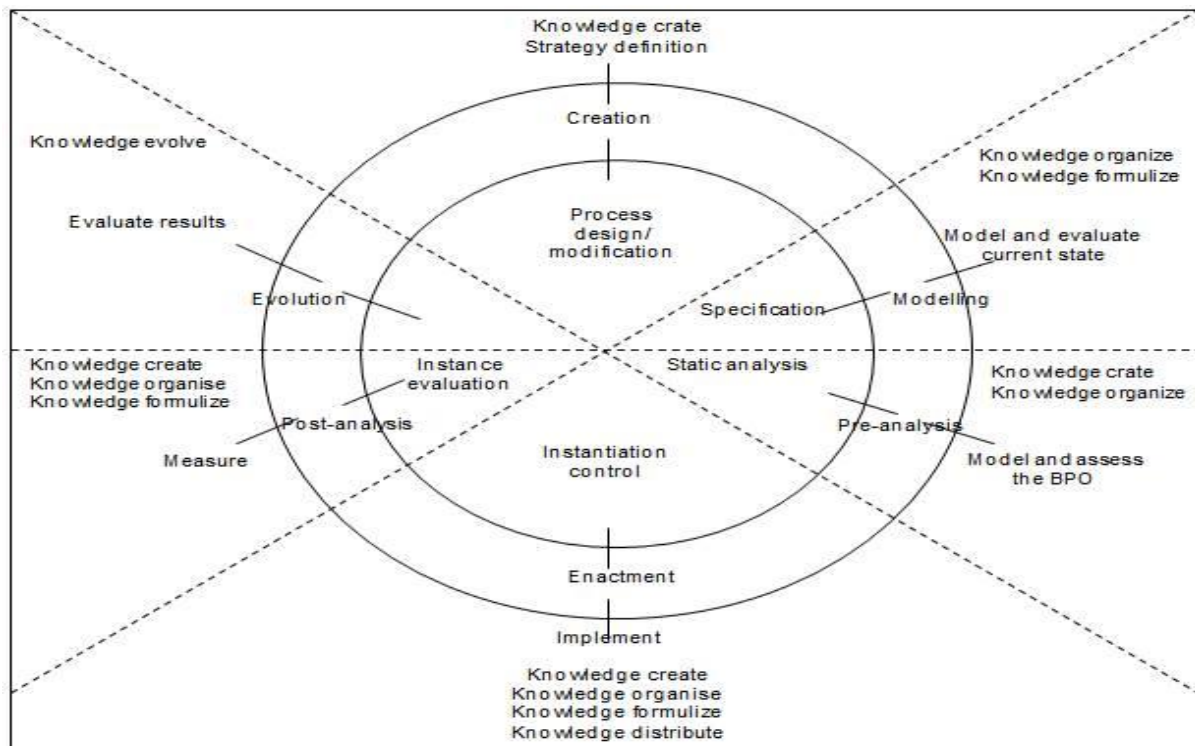 Knowledge crate
Strategy definition
Creation
Knowledge evolve
Knowledge organize
Knowledge formulize
Process
design/
modification
Evaluate results
Model and evaluate
current state
Evolution
Specification
Modelling
Knowledge create
Knowledge organise
Knowledge formulize
Instance
evaluation
Static analysis
Knowledge crate
Knowledge organize
Post-analysis
Pre-analysis
Measure
Instantiation
control
Model and assess
the BPO
Enactment
Implement
Knowledge create
Knowledge organise
Knowledge formulize
Knowledge distribute